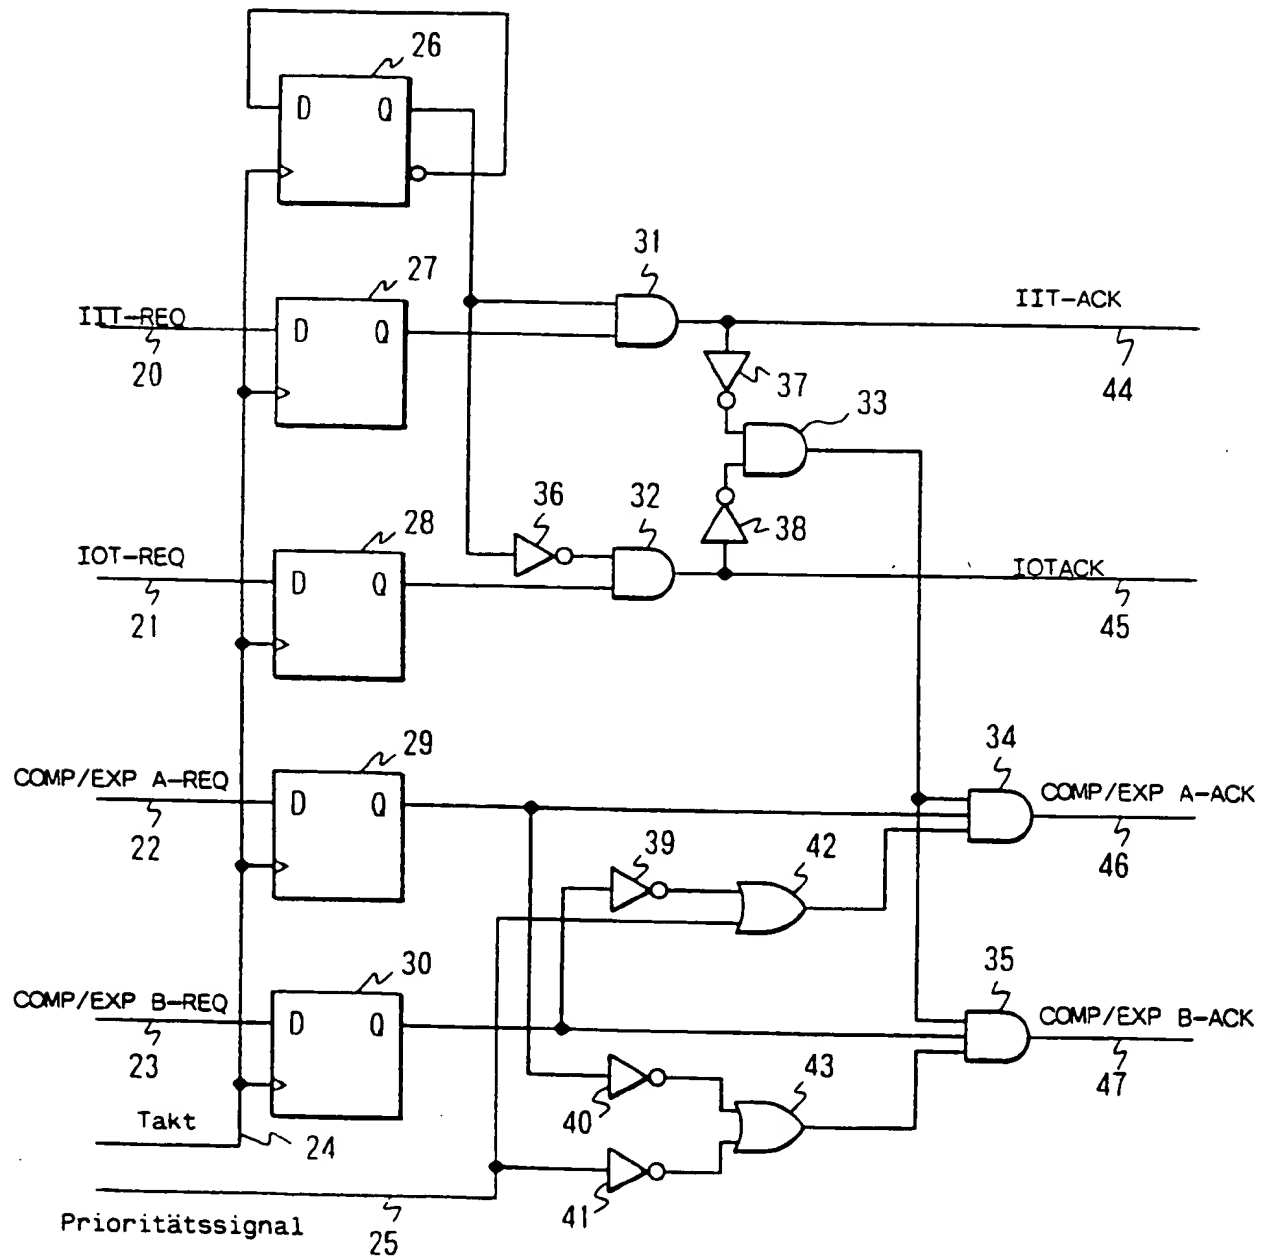 26
D Q
31
27
IIT-REQ
D Q
IIT-ACK
20
37
44
33
36
32
28
38
IOT-REQ
D Q
IOTACK
21
45
29
34
COMP/EXP A-REQ
D Q
COMP/EXP A-ACK
22
39
42
46
30
35
COMP/EXP B-REQ
D Q
COMP/EXP B-ACK
23
43
47
40
Takt
24
41
Prioritätssignal
25